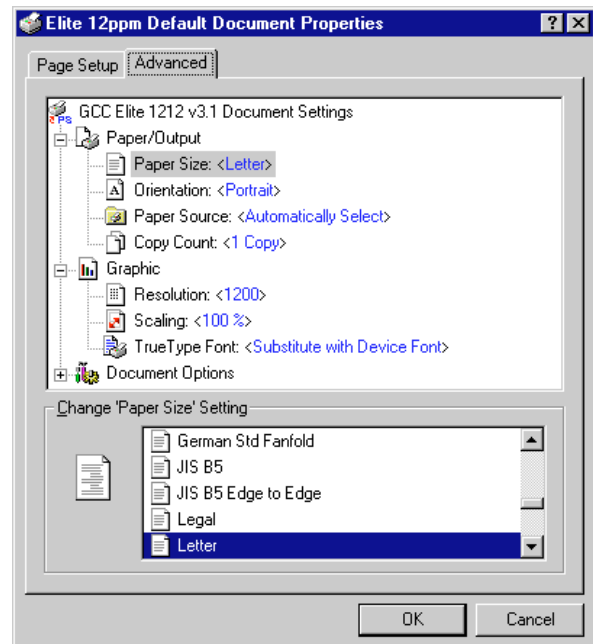 Elite 12ppm Default Document Properties
Page Setup
Advanced
GCC Elite 1212 v3.1 Document Settings
Paper/Output
Paper Size: <Letter>
Orientation: <Portrait>
Paper Source: <Automatically Select>
Copy Count: <1 Copy>
Graphic
Resolution: <1200>
Scaling: <100 %>
TrueType Font: <Substitute with Device Font>
Document Options
Change 'Paper Size' Setting
German Std Fanfold
JIS B5
JIS B5 Edge to Edge
Legal
Letter
OK
Cancel